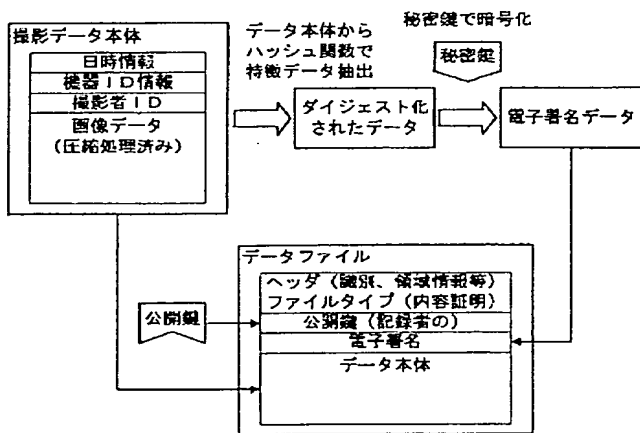 撮影データ本体
日時情報
機器ID情報
撮影者ID
画像データ
(圧縮処理済み)
データ本体から
ハッシュ関数で
特徴データ抽出
ダイジェスト化
されたデータ
秘密鍵で暗号化
秘密鍵
電子署名データ
データファイル
ヘッダ(識別、領域情報等)
ファイルタイプ(内容証明)
公開鍵(記録者の)
電子署名
データ本体
公開鍵